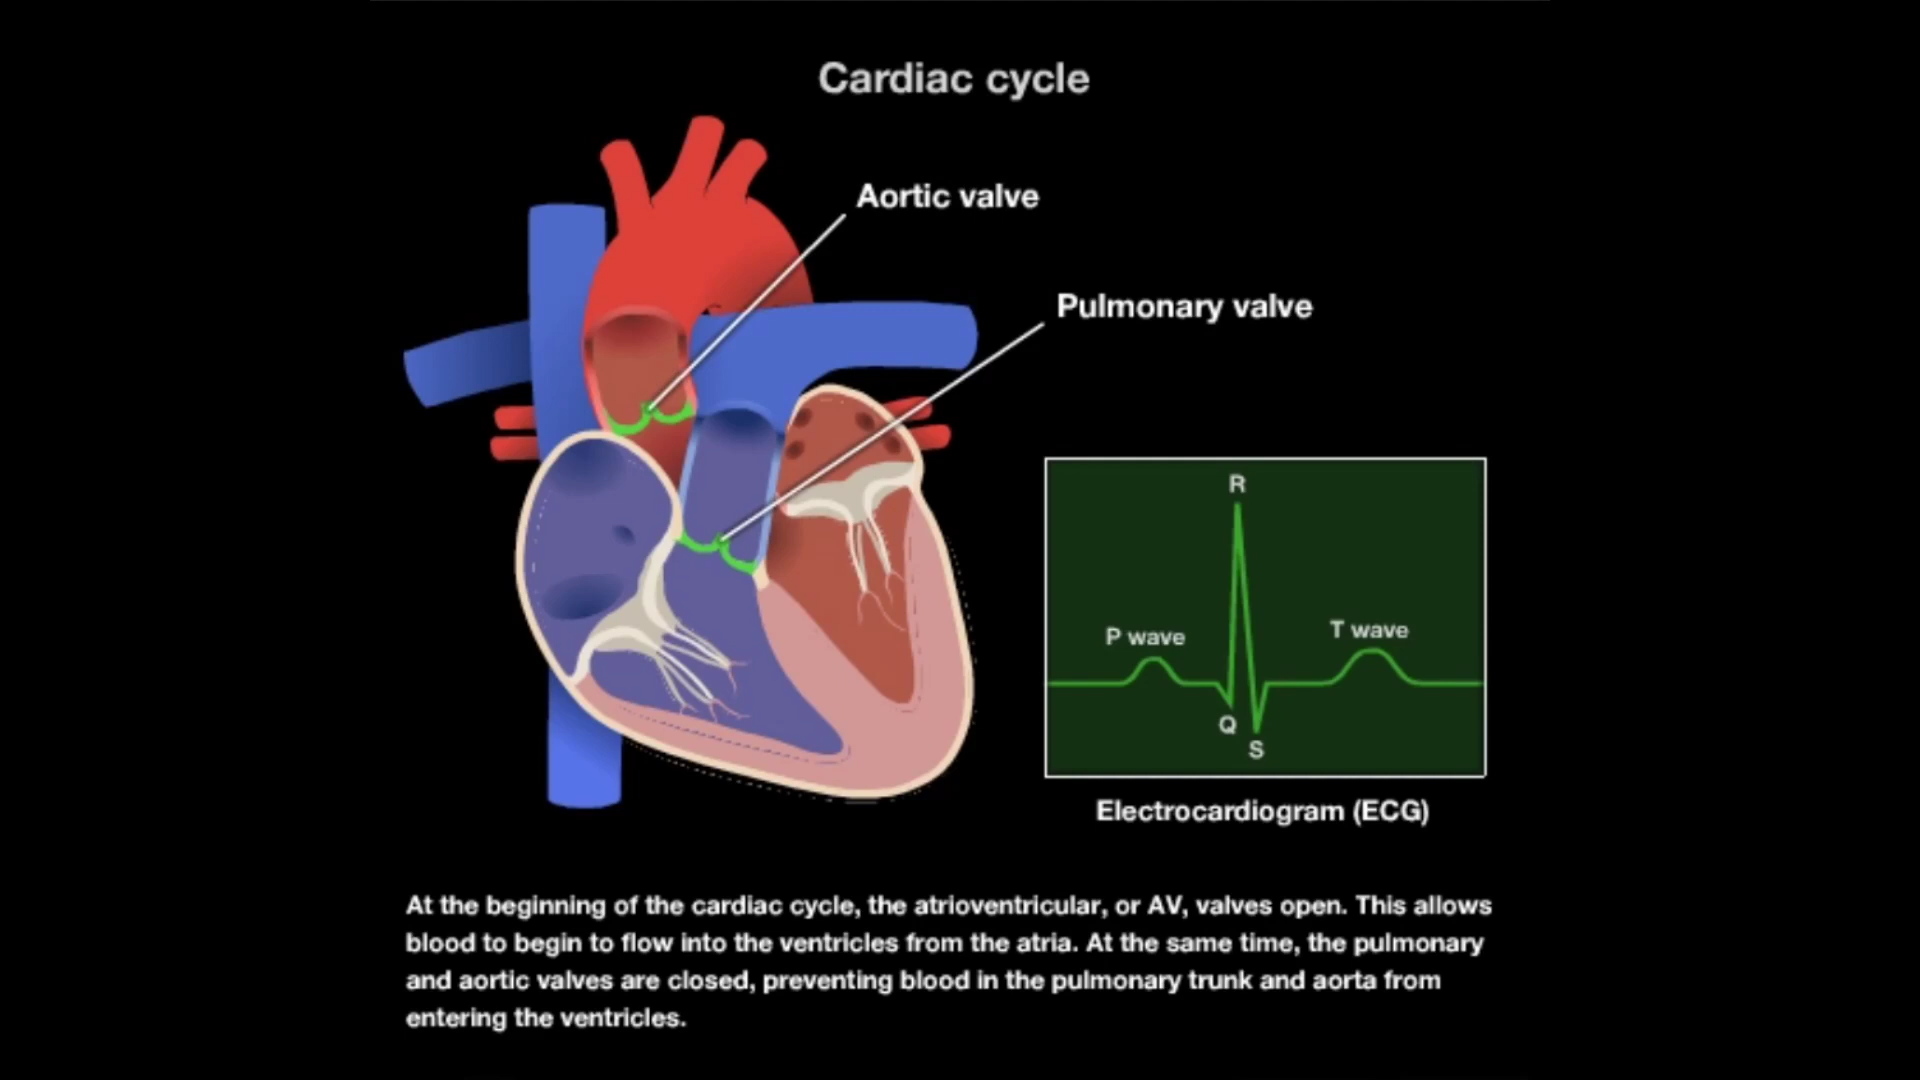 Cardiac cycle
Aortic valve
Pulmonary valve
R
P wave
T wave
Q
S
Electrocardiogram (ECG)
At the beginning of the cardiac cycle, the atrioventricular, or AV, valves open. This allows
blood to begin to flow into the ventricles from the atria. At the same time, the pulmonary
and aortic valves are closed, preventing blood in the pulmonary trunk and aorta from
entering the ventricles.